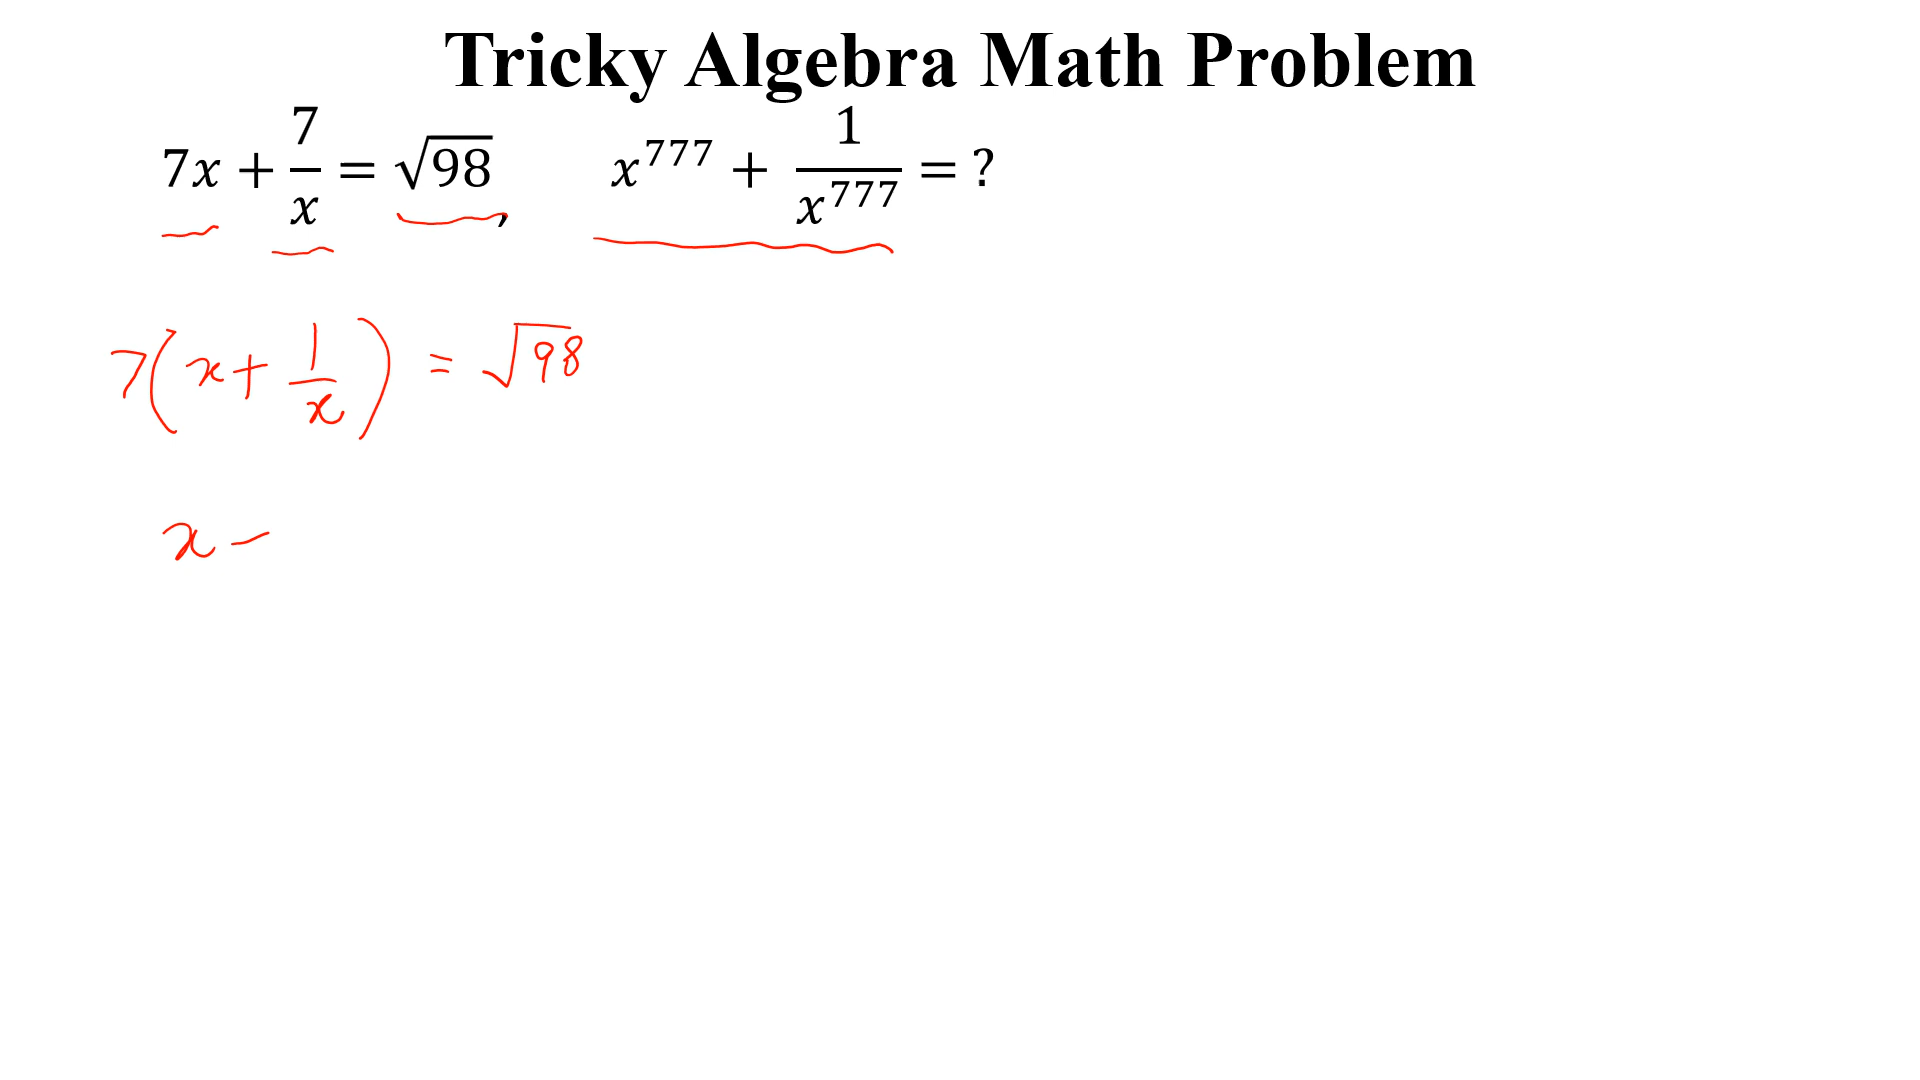 Tricky Algebra Math Problem
7x + 7/x = √98, x^777 + 1/x^777 = ?
7(x + 1/x) = √98
x –